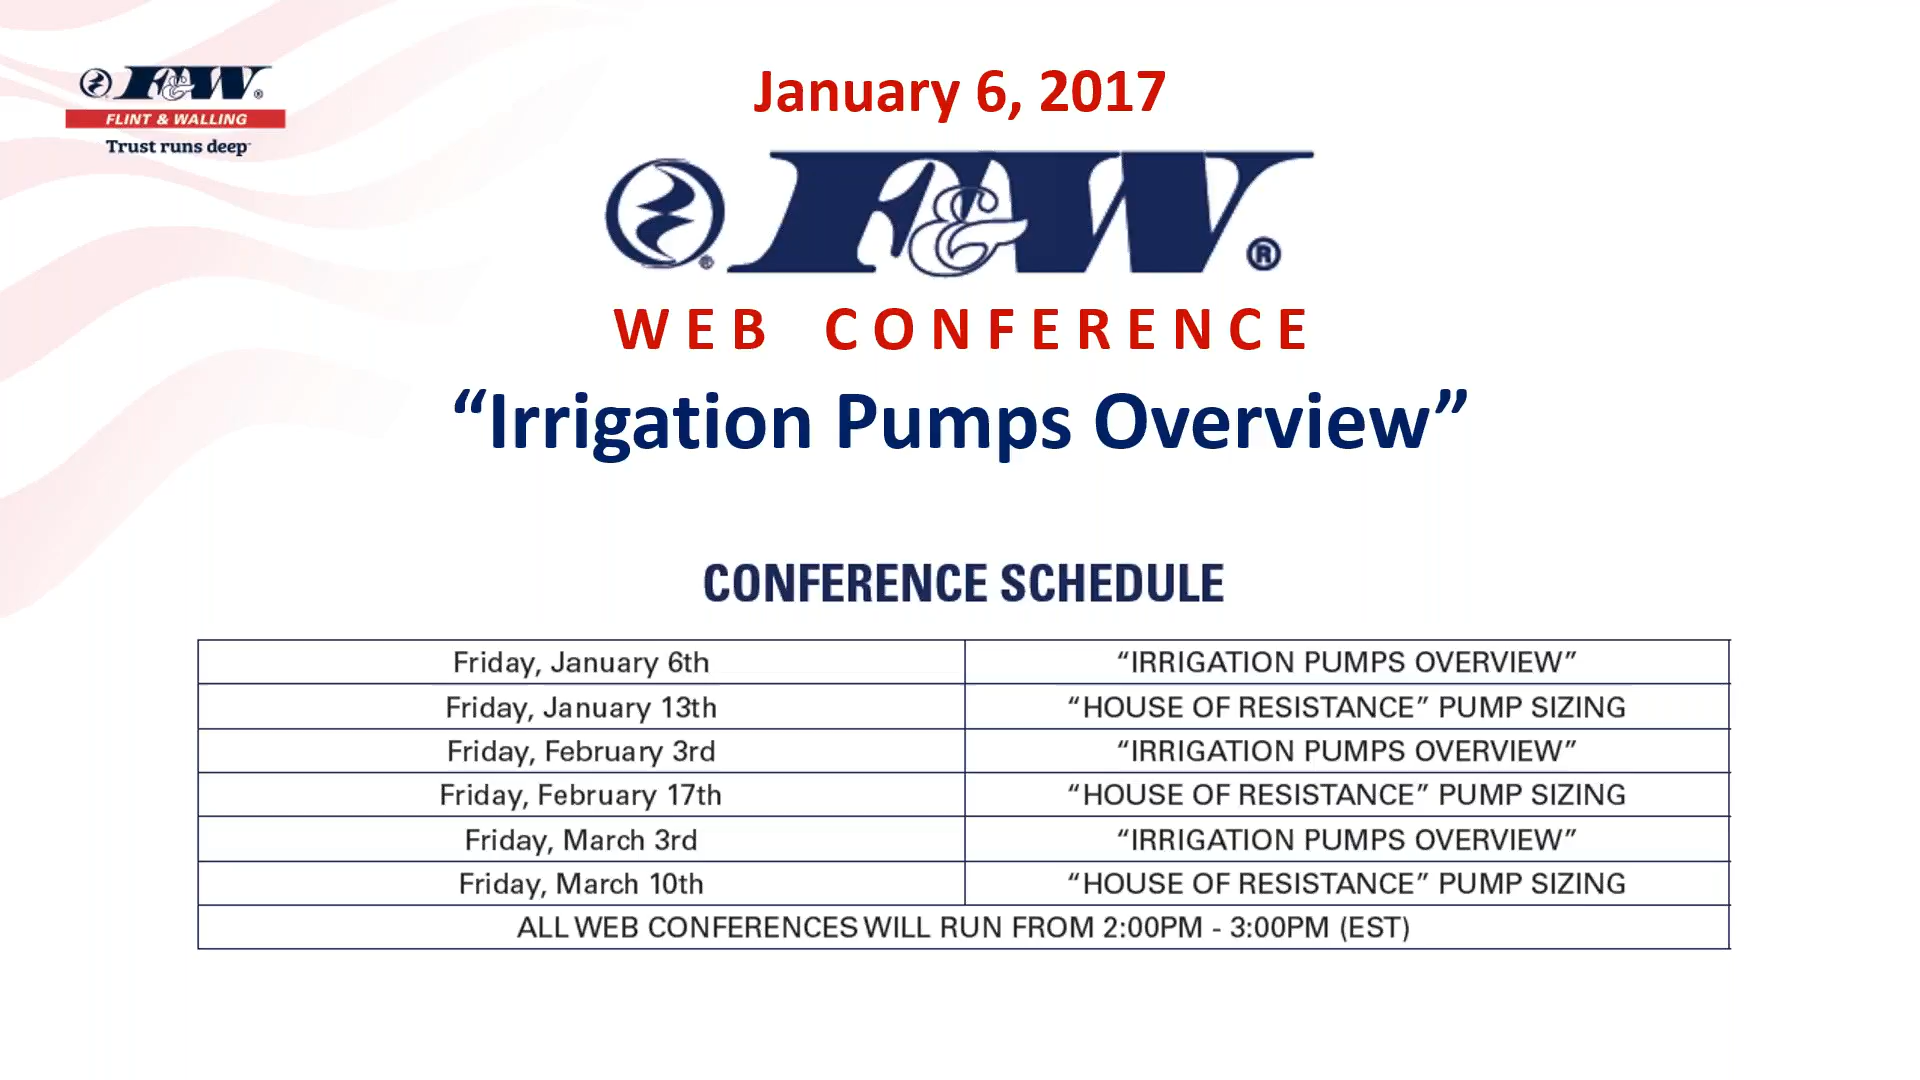 F&W®
FLINT & WALLING
Trust runs deep
January 6, 2017
F&W®
WEB CONFERENCE
“Irrigation Pumps Overview”
CONFERENCE SCHEDULE
Friday, January 6th “IRRIGATION PUMPS OVERVIEW”
Friday, January 13th “HOUSE OF RESISTANCE” PUMP SIZING
Friday, February 3rd “IRRIGATION PUMPS OVERVIEW”
Friday, February 17th “HOUSE OF RESISTANCE” PUMP SIZING
Friday, March 3rd “IRRIGATION PUMPS OVERVIEW”
Friday, March 10th “HOUSE OF RESISTANCE” PUMP SIZING
ALL WEB CONFERENCES WILL RUN FROM 2:00PM - 3:00PM (EST)